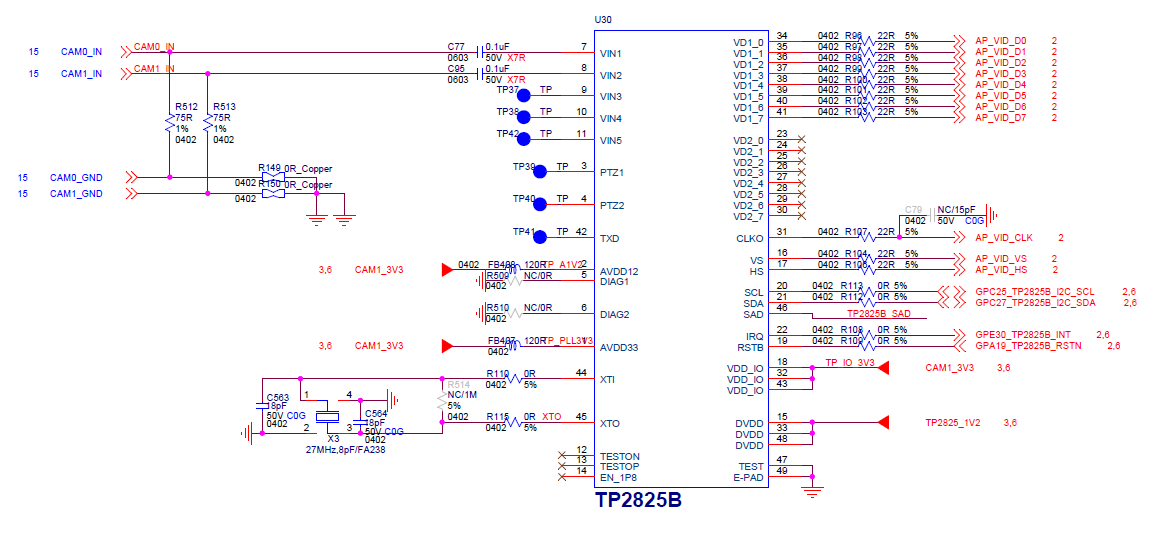 U30
15 CAM0_IN CAM0_IN C77 0.1uF 7 VIN1
0603 50V X7R
15 CAM1_IN CAM1_IN C95 0.1uF 8 VIN2
0603 50V X7R
TP37 TP 9 VIN3
TP38 TP 10 VIN4
TP42 TP 11 VIN5
R512 75R 1% 0402
R513 75R 1% 0402
TP39 TP 3 PTZ1
TP40 TP 4 PTZ2
TP41 TP 42 TXD
15 CAM0_GND R149 0R_Copper
0402
15 CAM1_GND R150 0R_Copper
0402
3,6 CAM1_3V3 0402 FB488 120R TP_A1V2 2 AVDD12
R509 NC/0R 5 DIAG1
0402
R510 NC/0R 6 DIAG2
0402
3,6 CAM1_3V3 FB487 120R TP_PLL3V3 1 AVDD33
0402
R110 0R 44 XTI
0402 5%
R514
NC/1M
5%
0402
R115 0R XTO 45 XTO
0402 5%
C563
18pF
50V C0G
0402
1 4
2 3
C564
18pF
50V C0G
0402
X3
27MHz,8pF/FA238
12 TESTON
13 TESTOP
14 EN_1P8
VD1_0 34 0402 R96 22R 5% AP_VID_D0 2
VD1_1 35 0402 R97 22R 5% AP_VID_D1 2
VD1_2 36 0402 R98 22R 5% AP_VID_D2 2
VD1_3 37 0402 R99 22R 5% AP_VID_D3 2
VD1_4 38 0402 R100 22R 5% AP_VID_D4 2
VD1_5 39 0402 R101 22R 5% AP_VID_D5 2
VD1_6 40 0402 R102 22R 5% AP_VID_D6 2
VD1_7 41 0402 R103 22R 5% AP_VID_D7 2
VD2_0 23
VD2_1 24
VD2_2 25
VD2_3 26
VD2_4 27
VD2_5 28
VD2_6 29
VD2_7 30
C79 NC/15pF
0402 50V C0G
CLKO 31 0402 R107 22R 5% AP_VID_CLK 2
VS 16 0402 R104 22R 5% AP_VID_VS 2
HS 17 0402 22R 5% AP_VID_HS 2
SCL 20 0402 R113 0R 5% GPC25_TP2825B_I2C_SCL 2,6
SDA 21 0402 R112 0R 5% GPC27_TP2825B_I2C_SDA 2,6
SAD 46 TP2825B_SAD
IRQ 22 0402 R108 0R 5% GPE30_TP2825B_INT 2,6
RSTB 19 0402 0R 5% GPA19_TP2825B_RSTN 2,6
VDD_IO 18 TP_IO_3V3 CAM1_3V3 3,6
VDD_IO 32
VDD_IO 43
DVDD 15 TP2825_1V2 3,6
DVDD 33
DVDD 48
TEST 47
E-PAD 49
TP2825B